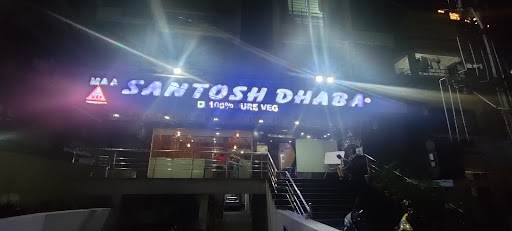 MAA
SANTOSH DHABA
100% URE VEG